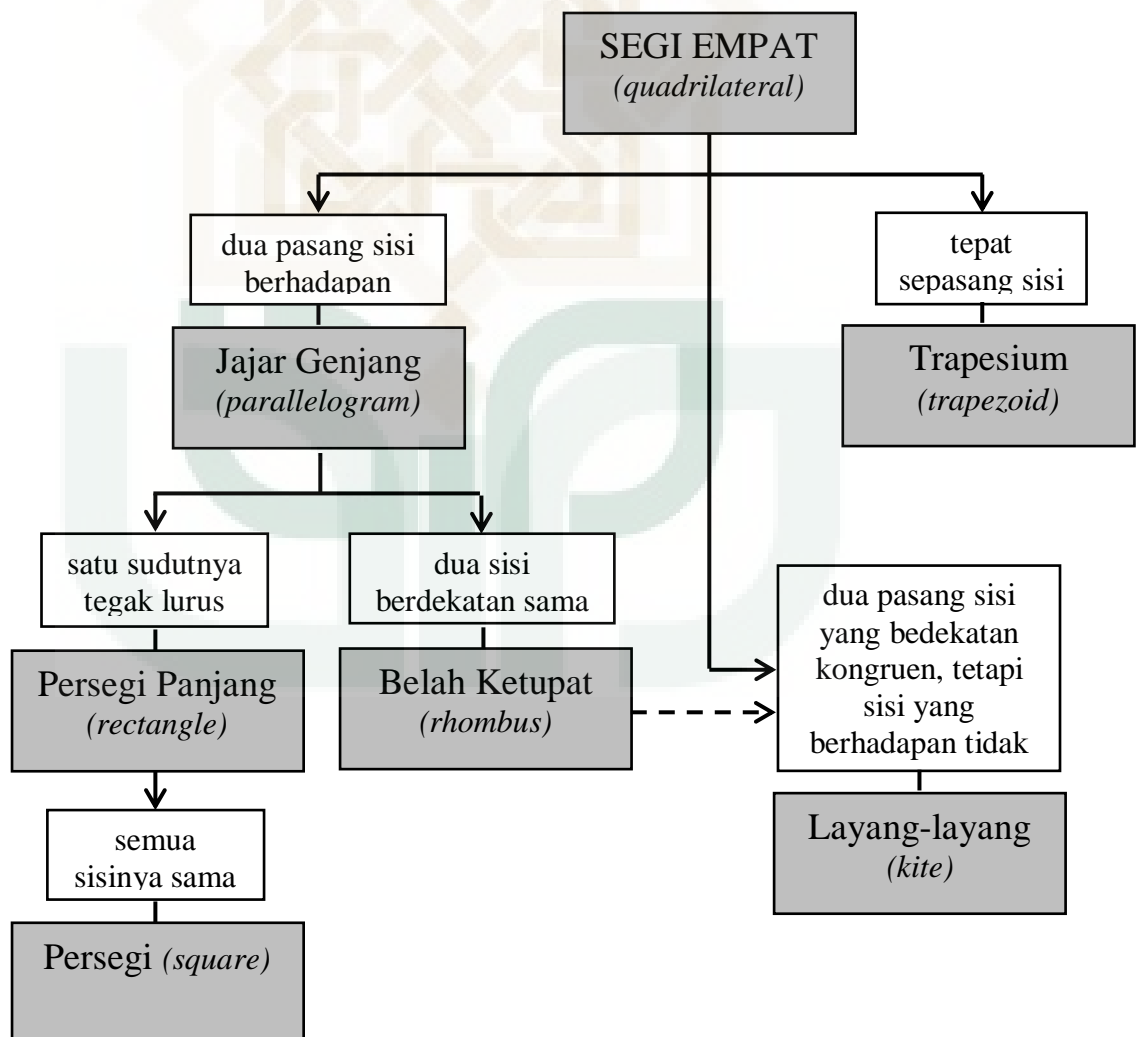 SEGI EMPAT
(quadrilateral)
dua pasang sisi
berhadapan
tepat
sepasang sisi
Jajar Genjang
(parallelogram)
Trapesium
(trapezoid)
satu sudutnya
tegak lurus
dua sisi
berdekatan sama
dua pasang sisi
yang bedekatan
kongruen, tetapi
sisi yang
berhadapan tidak
Persegi Panjang
(rectangle)
Belah Ketupat
(rhombus)
Layang-layang
(kite)
semua
sisinya sama
Persegi (square)